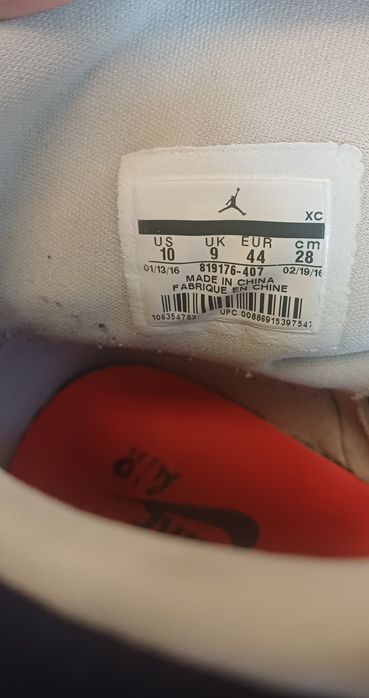 XC
US UK EUR cm
10 9 44 28
01/13/16 819176-407 02/19/16
MADE IN CHINA
FABRIQUE EN CHINE
UPC 00886915397547